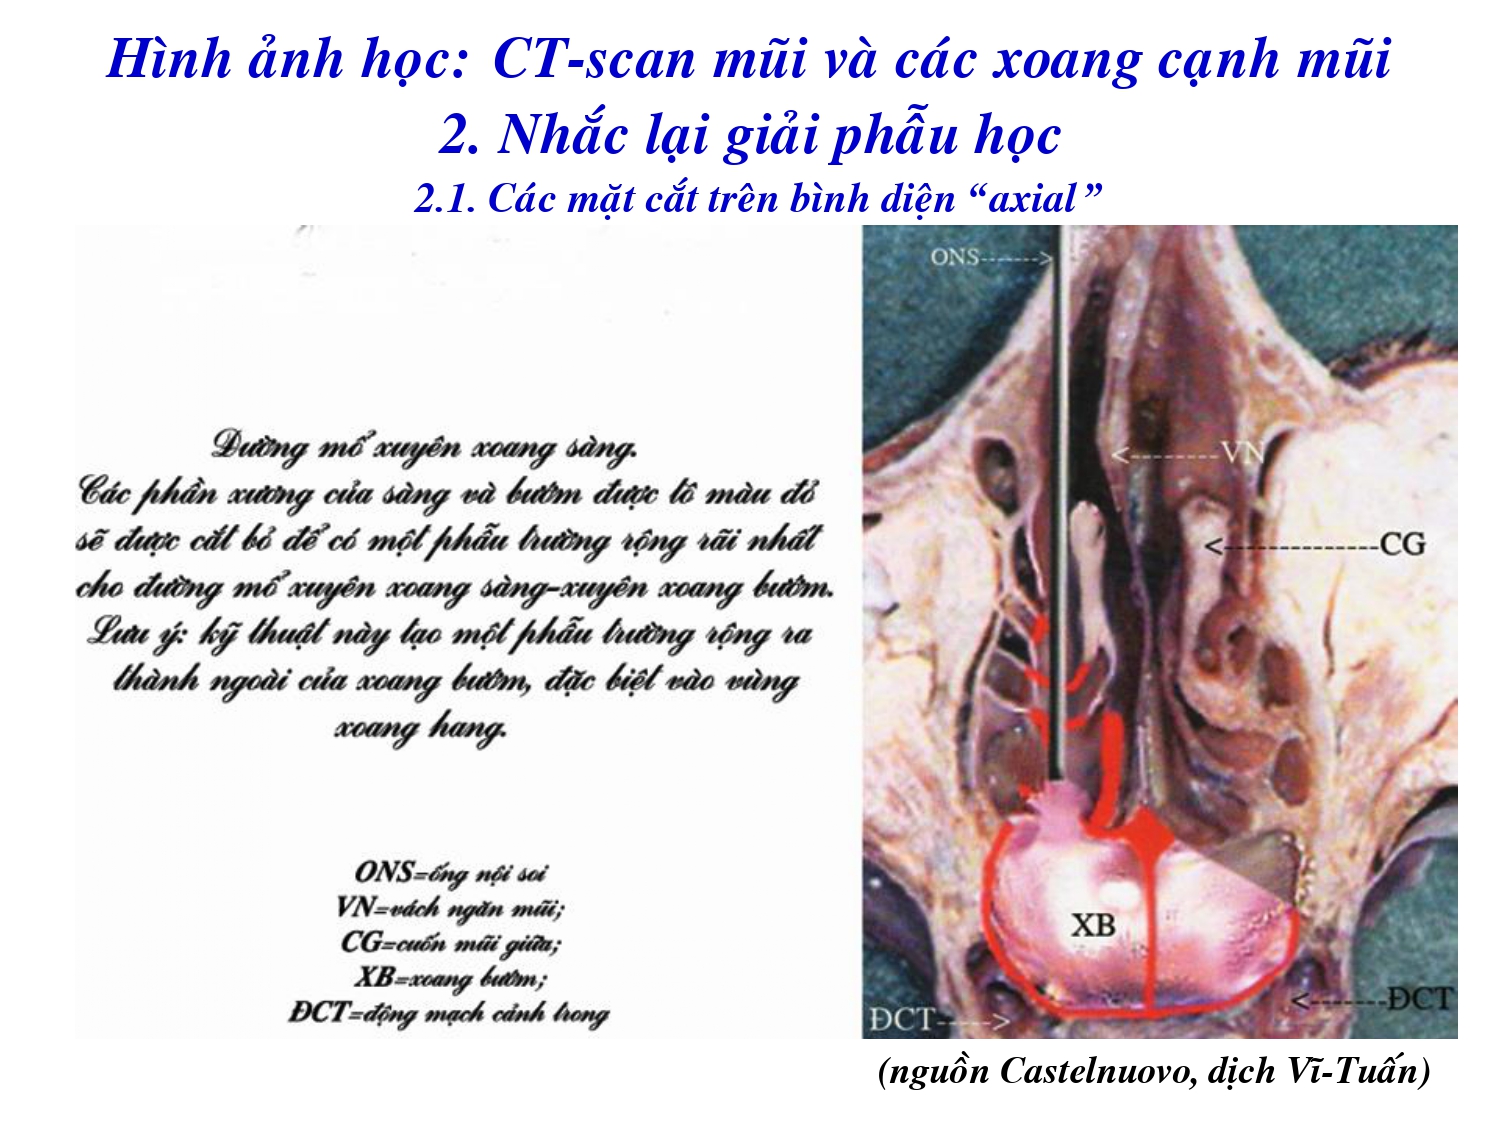 Hình ảnh học: CT-scan mũi và các xoang cạnh mũi
2. Nhắc lại giải phẫu học
2.1. Các mặt cắt trên bình diện “axial”
Đường mổ xuyên xoang sàng.
Các phần xương của sàng và bướm được tô màu đỏ
sẽ được cắt bỏ để có một phẫu trường rộng rãi nhất
cho đường mổ xuyên xoang sàng-xuyên xoang bướm.
Lưu ý: kỹ thuật này tạo một phẫu trường rộng ra
thành ngoài của xoang bướm, đặc biệt vào vùng
xoang hang.
ONS=ống nội soi
VN=vách ngăn mũi;
CG=cuốn mũi giữa;
XB=xoang bướm;
ĐCT=động mạch cảnh trong
ONS------->
<--------VN
<--------------CG
XB
<-------ĐCT
ĐCT----->
(nguồn Castelnuovo, dịch Vĩ-Tuấn)